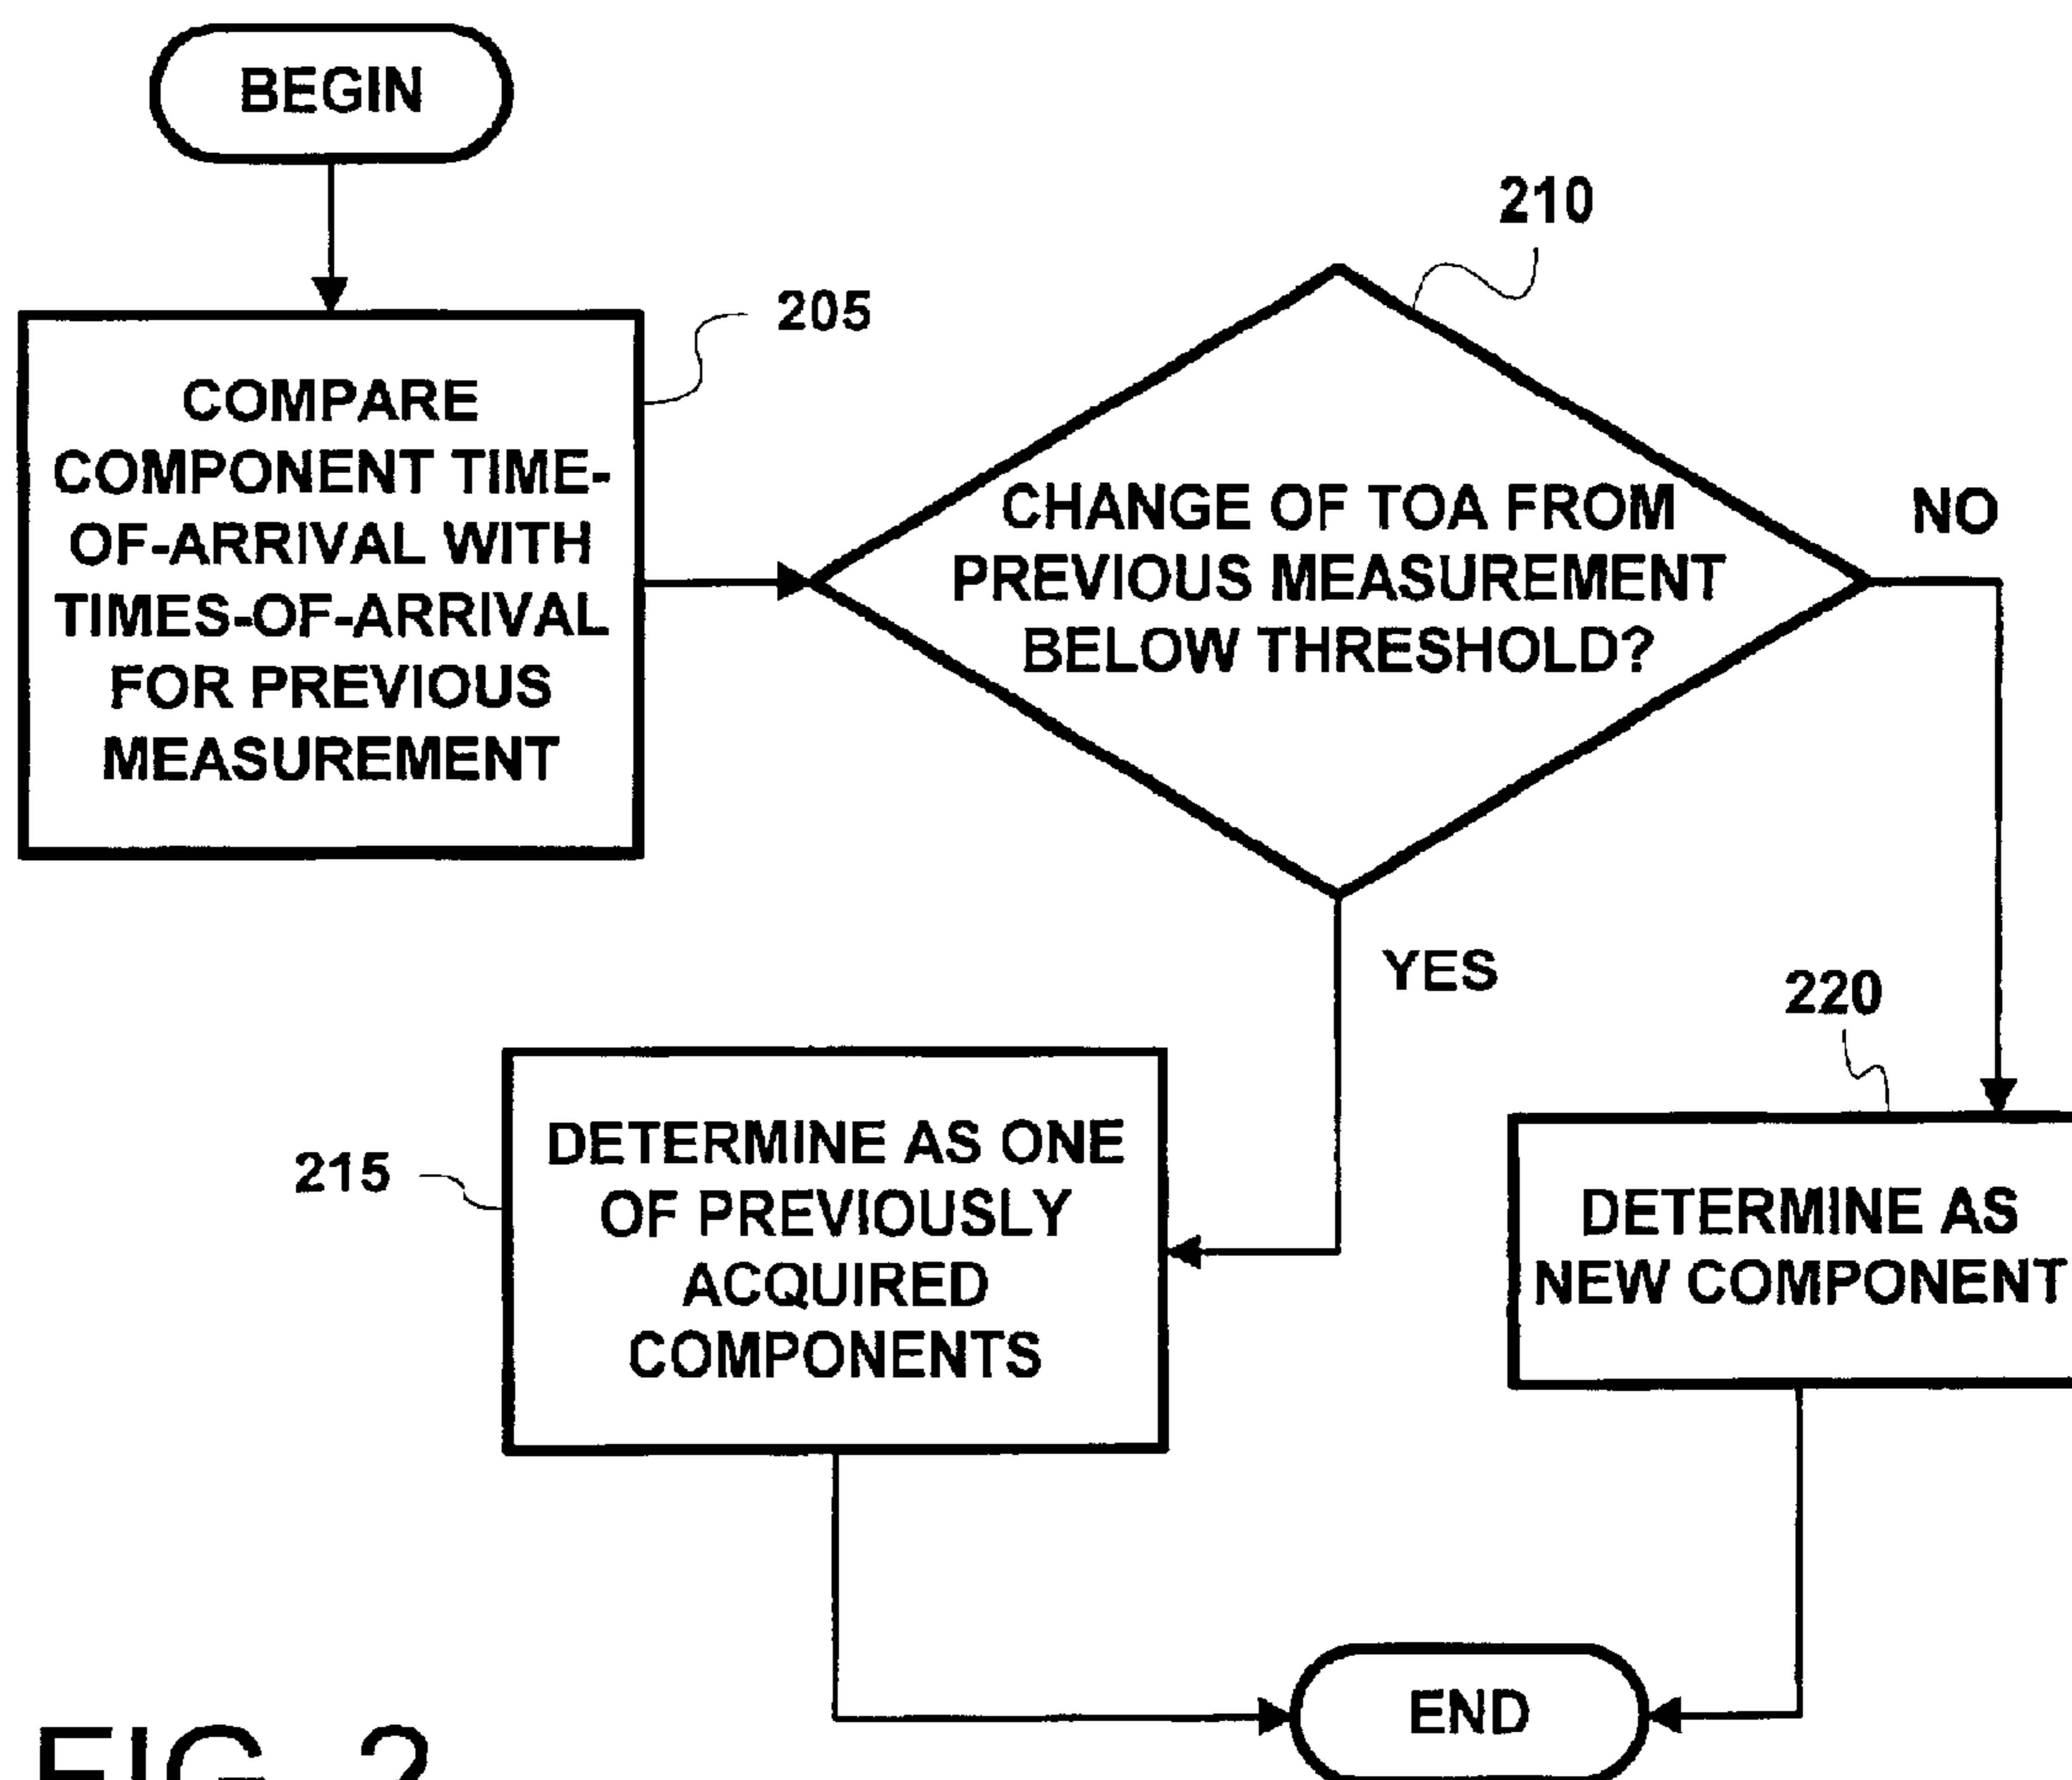 BEGIN
205
COMPARE
COMPONENT TIME-
OF-ARRIVAL WITH
TIMES-OF-ARRIVAL
FOR PREVIOUS
MEASUREMENT
210
CHANGE OF TOA FROM
PREVIOUS MEASUREMENT
BELOW THRESHOLD?
NO
YES
215
DETERMINE AS ONE
OF PREVIOUSLY
ACQUIRED
COMPONENTS
220
DETERMINE AS
NEW COMPONENT
END
FIG. 2